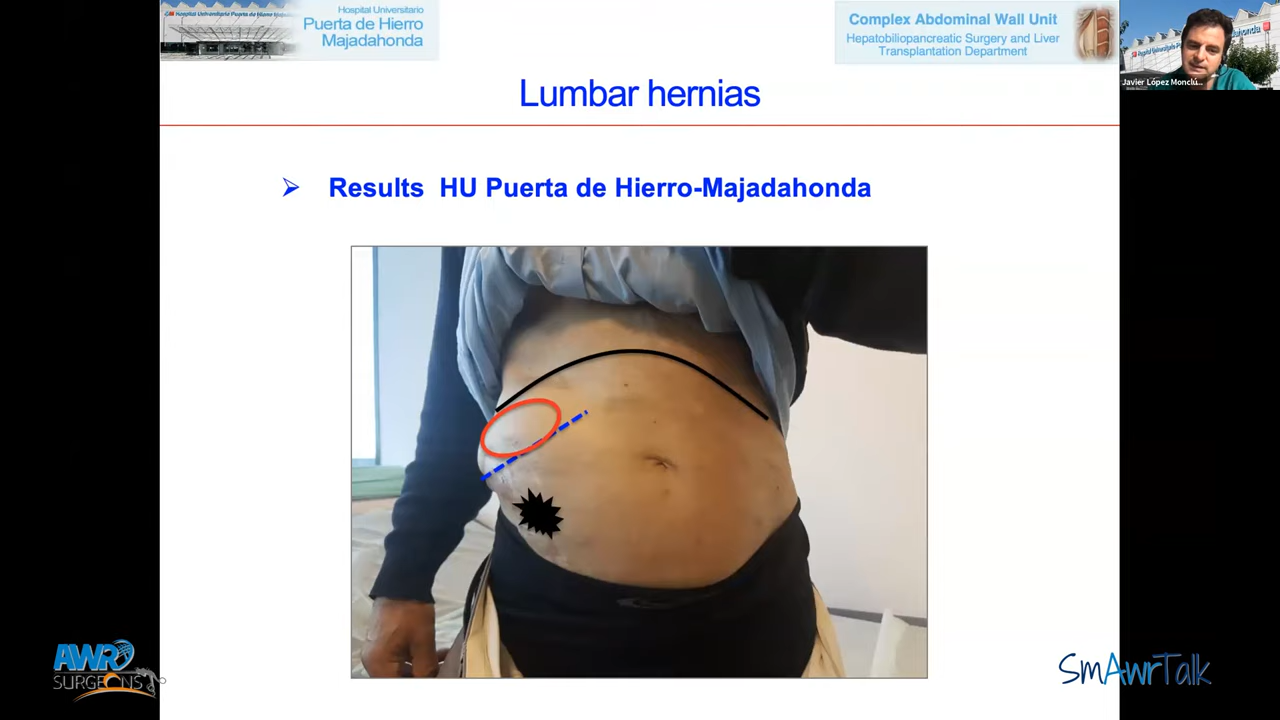 Hospital Universitario
Puerta de Hierro
Majadahonda
Complex Abdominal Wall Unit
Hepatobiliopancreatic Surgery and Liver
Transplantation Department
Javier López Monclú...
Lumbar hernias
Results HU Puerta de Hierro-Majadahonda
AWR
SURGEONS
SmAwrTalk